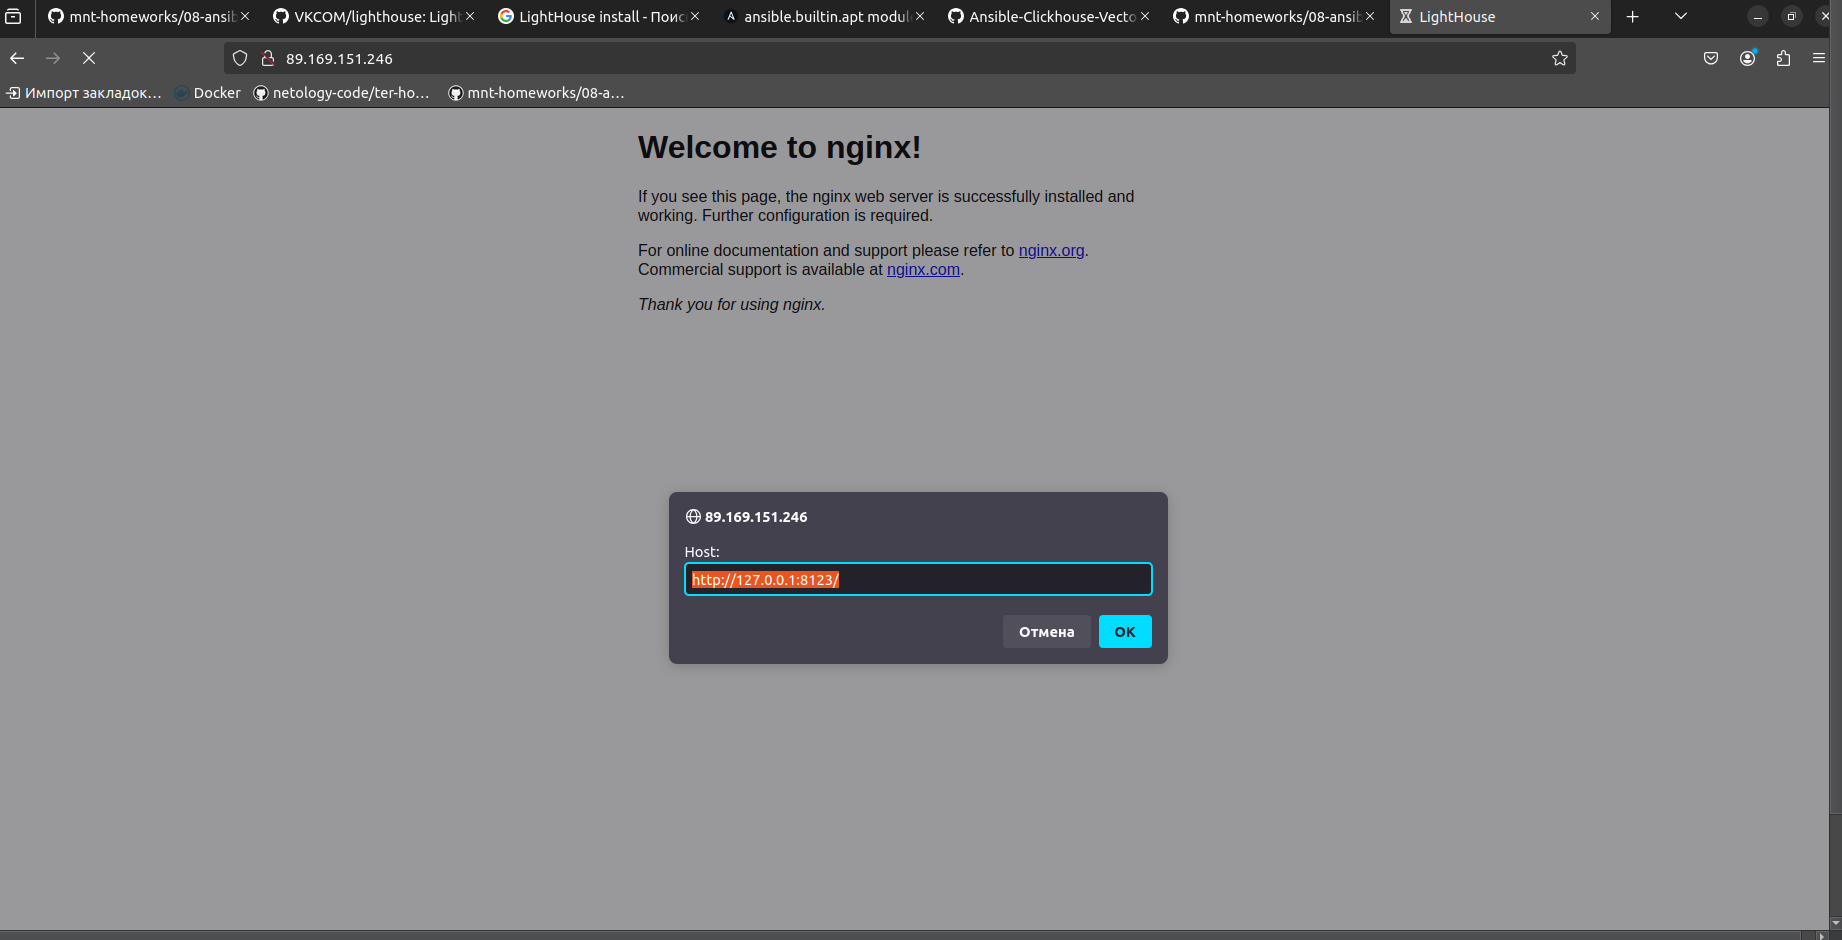 mnt-homeworks/08-ansib
VKCOM/lighthouse: Light
LightHouse install - Поис
ansible.builtin.apt modul
Ansible-Clickhouse-Vecto
mnt-homeworks/08-ansib
LightHouse
89.169.151.246
Импорт закладок...
Docker
netology-code/ter-ho...
mnt-homeworks/08-a...
Welcome to nginx!
If you see this page, the nginx web server is successfully installed and
working. Further configuration is required.
For online documentation and support please refer to nginx.org.
Commercial support is available at nginx.com.
Thank you for using nginx.
89.169.151.246
Host:
http://127.0.0.1:8123/
Отмена
OK